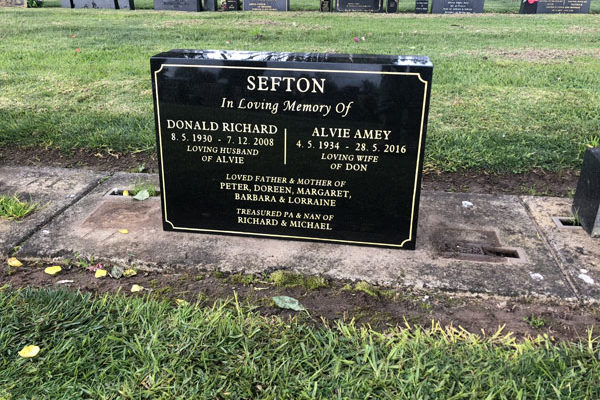 SEFTON
In Loving Memory Of
DONALD RICHARD
8. 5. 1930 - 7. 12. 2008
LOVING HUSBAND
OF ALVIE
ALVIE AMEY
4. 5. 1934 - 28. 5. 2016
LOVING WIFE
OF DON
LOVED FATHER & MOTHER OF
PETER, DOREEN, MARGARET,
BARBARA & LORRAINE
TREASURED PA & NAN OF
RICHARD & MICHAEL